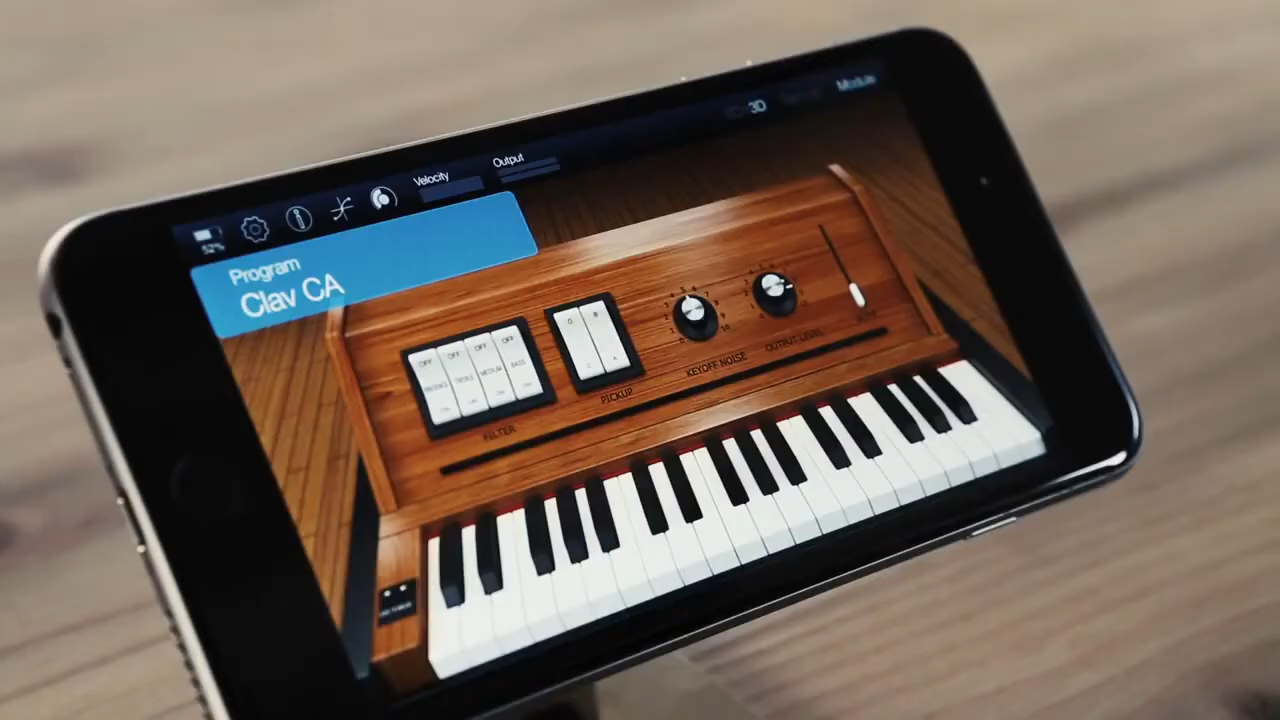 52%
Velocity
Output
3D
Module
Program
Clav CA
OFF OFF OFF OFF
TREBLE MEDIUM BASS
FILTER
PICKUP
KEYOFF NOISE
OUTPUT LEVEL